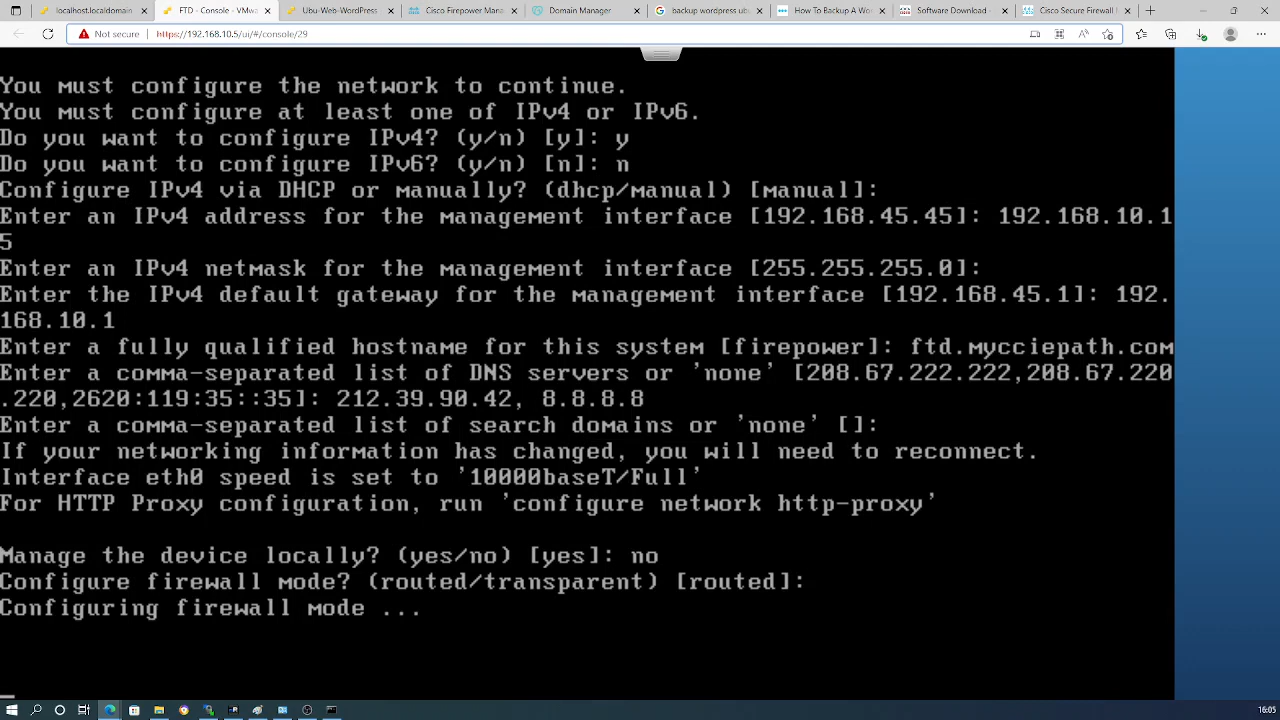 localhost.localdomain
FTD - Console - VMwa
Ubu-Web-WordPress
Cisco Firepower Mana
Domain Manager
backup wordpress ubu
How To Backup A Wor
Software Download -
Cisco Secure Firewall
Not secure
https://192.168.10.5/ui/#/console/29
You must configure the network to continue.
You must configure at least one of IPv4 or IPv6.
Do you want to configure IPv4? (y/n) [y]: y
Do you want to configure IPv6? (y/n) [n]: n
Configure IPv4 via DHCP or manually? (dhcp/manual) [manual]:
Enter an IPv4 address for the management interface [192.168.45.45]: 192.168.10.1
5
Enter an IPv4 netmask for the management interface [255.255.255.0]:
Enter the IPv4 default gateway for the management interface [192.168.45.1]: 192.
168.10.1
Enter a fully qualified hostname for this system [firepower]: ftd.mycciepath.com
Enter a comma-separated list of DNS servers or 'none' [208.67.222.222,208.67.220
.220,2620:119:35::35]: 212.39.90.42, 8.8.8.8
Enter a comma-separated list of search domains or 'none' []:
If your networking information has changed, you will need to reconnect.
Interface eth0 speed is set to '10000baseT/Full'
For HTTP Proxy configuration, run 'configure network http-proxy'
Manage the device locally? (yes/no) [yes]: no
Configure firewall mode? (routed/transparent) [routed]:
Configuring firewall mode ...
16:05